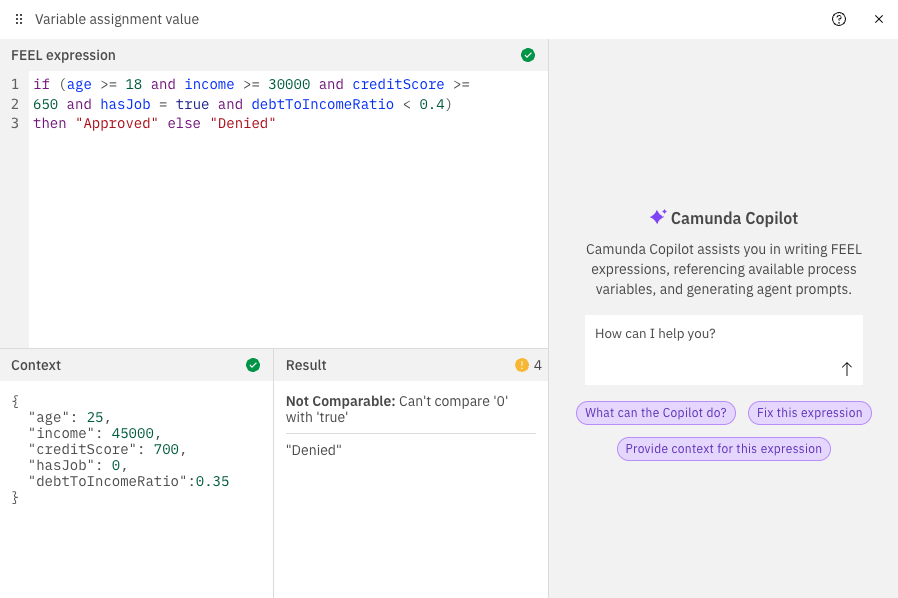 Variable assignment value
FEEL expression
1 if (age >= 18 and income >= 30000 and creditScore >=
2 650 and hasJob = true and debtToIncomeRatio < 0.4)
3 then "Approved" else "Denied"
Context
{
"age": 25,
"income": 45000,
"creditScore": 700,
"hasJob": 0,
"debtToIncomeRatio":0.35
}
Result
4
Not Comparable: Can't compare '0'
with 'true'
"Denied"
Camunda Copilot
Camunda Copilot assists you in writing FEEL
expressions, referencing available process
variables, and generating agent prompts.
How can I help you?
What can the Copilot do?
Fix this expression
Provide context for this expression